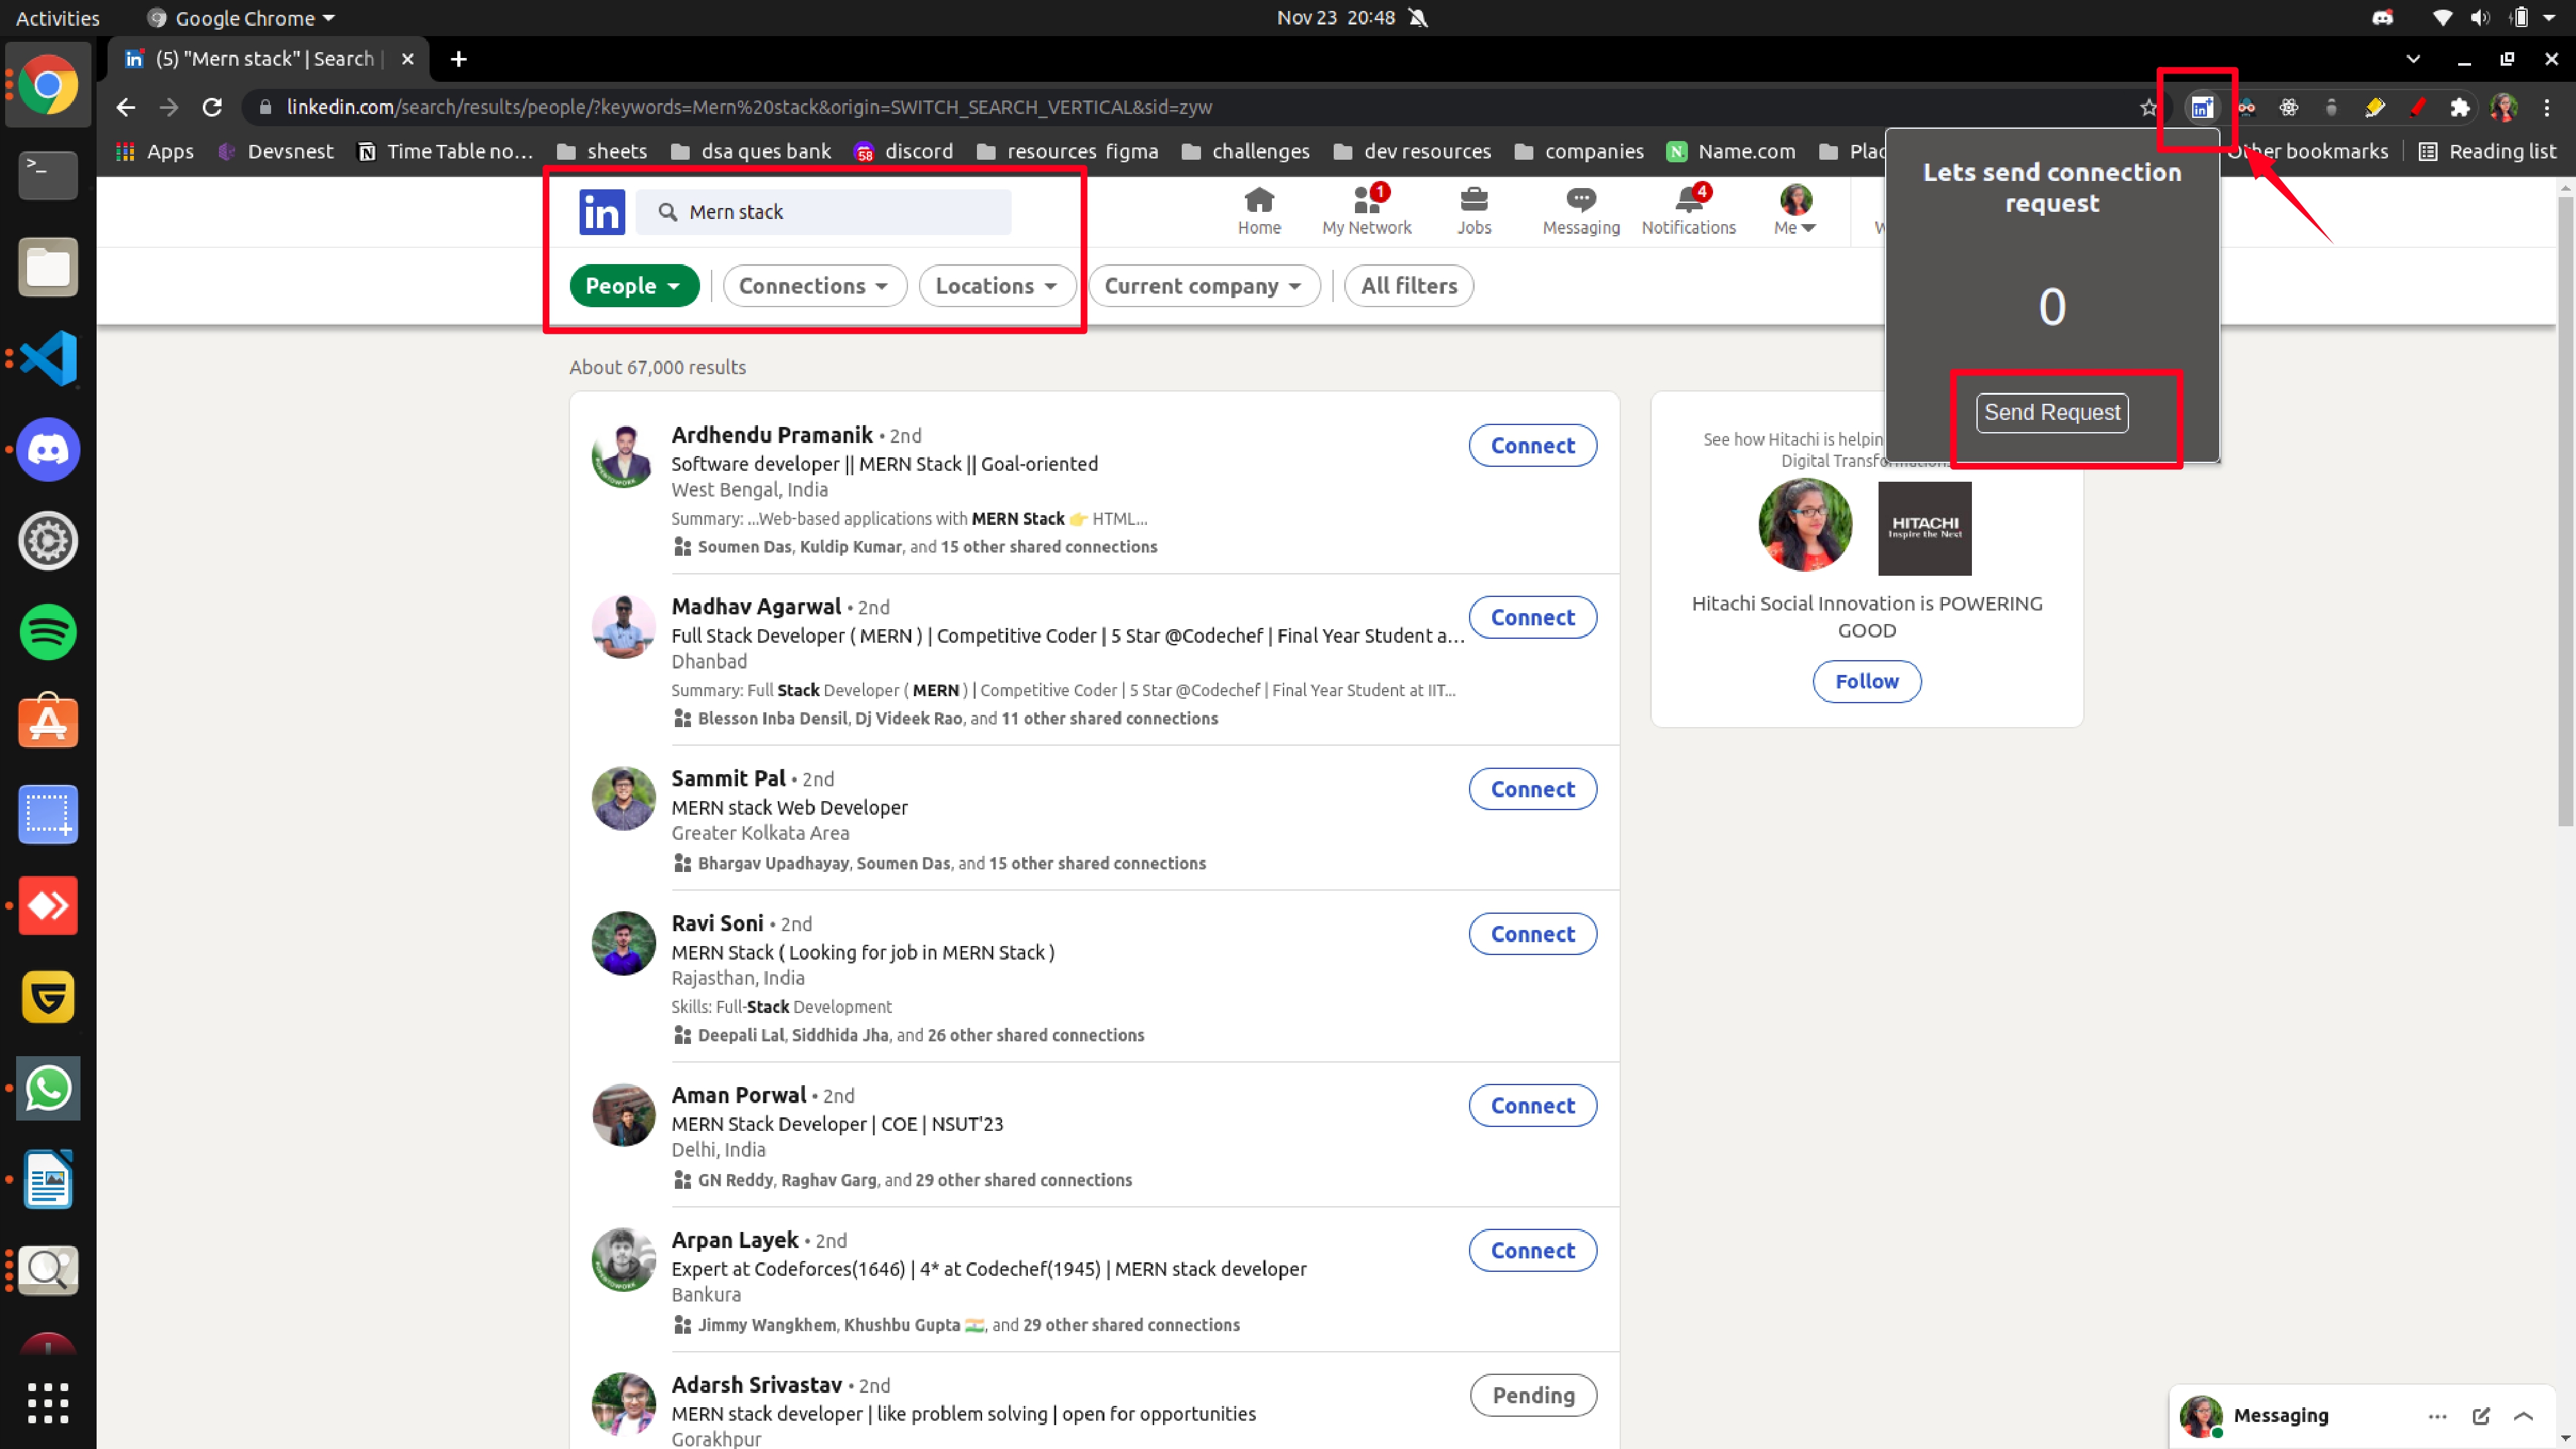 Activities
Google Chrome
Nov 23 20:48
(5) "Mern stack" | Search |
linkedin.com/search/results/people/?keywords=Mern%20stack&origin=SWITCH_SEARCH_VERTICAL&sid=zyw
Apps
Devsnest
Time Table no...
sheets
dsa ques bank
58
discord
resources figma
challenges
dev resources
companies
N.
Name.com
Plac
Other bookmarks
Reading list
in
Mern stack
Home
1
My Network
Jobs
Messaging
4
Notifications
Me
People
Connections
Locations
Current company
All filters
Lets send connection
request
0
Send Request
About 67,000 results
Ardhendu Pramanik • 2nd
Software developer || MERN Stack || Goal-oriented
West Bengal, India
Summary: ...Web-based applications with MERN Stack 👉 HTML...
Soumen Das, Kuldip Kumar, and 15 other shared connections
Connect
Madhav Agarwal • 2nd
Full Stack Developer ( MERN ) | Competitive Coder | 5 Star @Codechef | Final Year Student a...
Dhanbad
Summary: Full Stack Developer ( MERN ) | Competitive Coder | 5 Star @Codechef | Final Year Student at IIT...
Blesson Inba Densil, Dj Videek Rao, and 11 other shared connections
Connect
Sammit Pal • 2nd
MERN stack Web Developer
Greater Kolkata Area
Bhargav Upadhayay, Soumen Das, and 15 other shared connections
Connect
Ravi Soni • 2nd
MERN Stack ( Looking for job in MERN Stack )
Rajasthan, India
Skills: Full-Stack Development
Deepali Lal, Siddhida Jha, and 26 other shared connections
Connect
Aman Porwal • 2nd
MERN Stack Developer | COE | NSUT'23
Delhi, India
GN Reddy, Raghav Garg, and 29 other shared connections
Connect
Arpan Layek • 2nd
Expert at Codeforces(1646) | 4* at Codechef(1945) | MERN stack developer
Bankura
Jimmy Wangkhem, Khushbu Gupta 🇮🇳, and 29 other shared connections
Connect
Adarsh Srivastav • 2nd
MERN stack developer | like problem solving | open for opportunities
Gorakhpur
Pending
See how Hitachi is helpin
Digital
HITACHI
Inspire the Next
Hitachi Social Innovation is POWERING
GOOD
Follow
Messaging